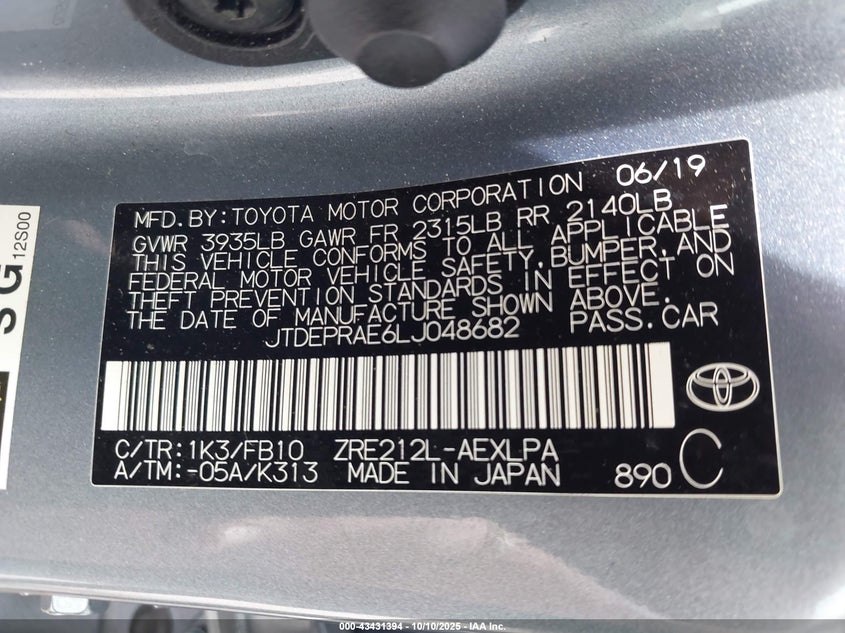 MFD.BY:TOYOTA MOTOR CORPORATION 06/19
GVWR 3935LB GAWR FR 2315LB RR 2140LB
THIS VEHICLE CONFORMS TO ALL APPLICABLE
FEDERAL MOTOR VEHICLE SAFETY,BUMPER,AND
THEFT PREVENTION STANDARDS IN EFFECT ON
THE DATE OF MANUFACTURE SHOWN ABOVE.
JTDEPRAE6LJ048682 PASS.CAR
C/TR:1K3/FB10 ZRE212L-AEXLPA
A/TM:-05A/K313 MADE IN JAPAN 890 C
SG
12S00
000-43431394 - 10/10/2025 - IAA Inc.